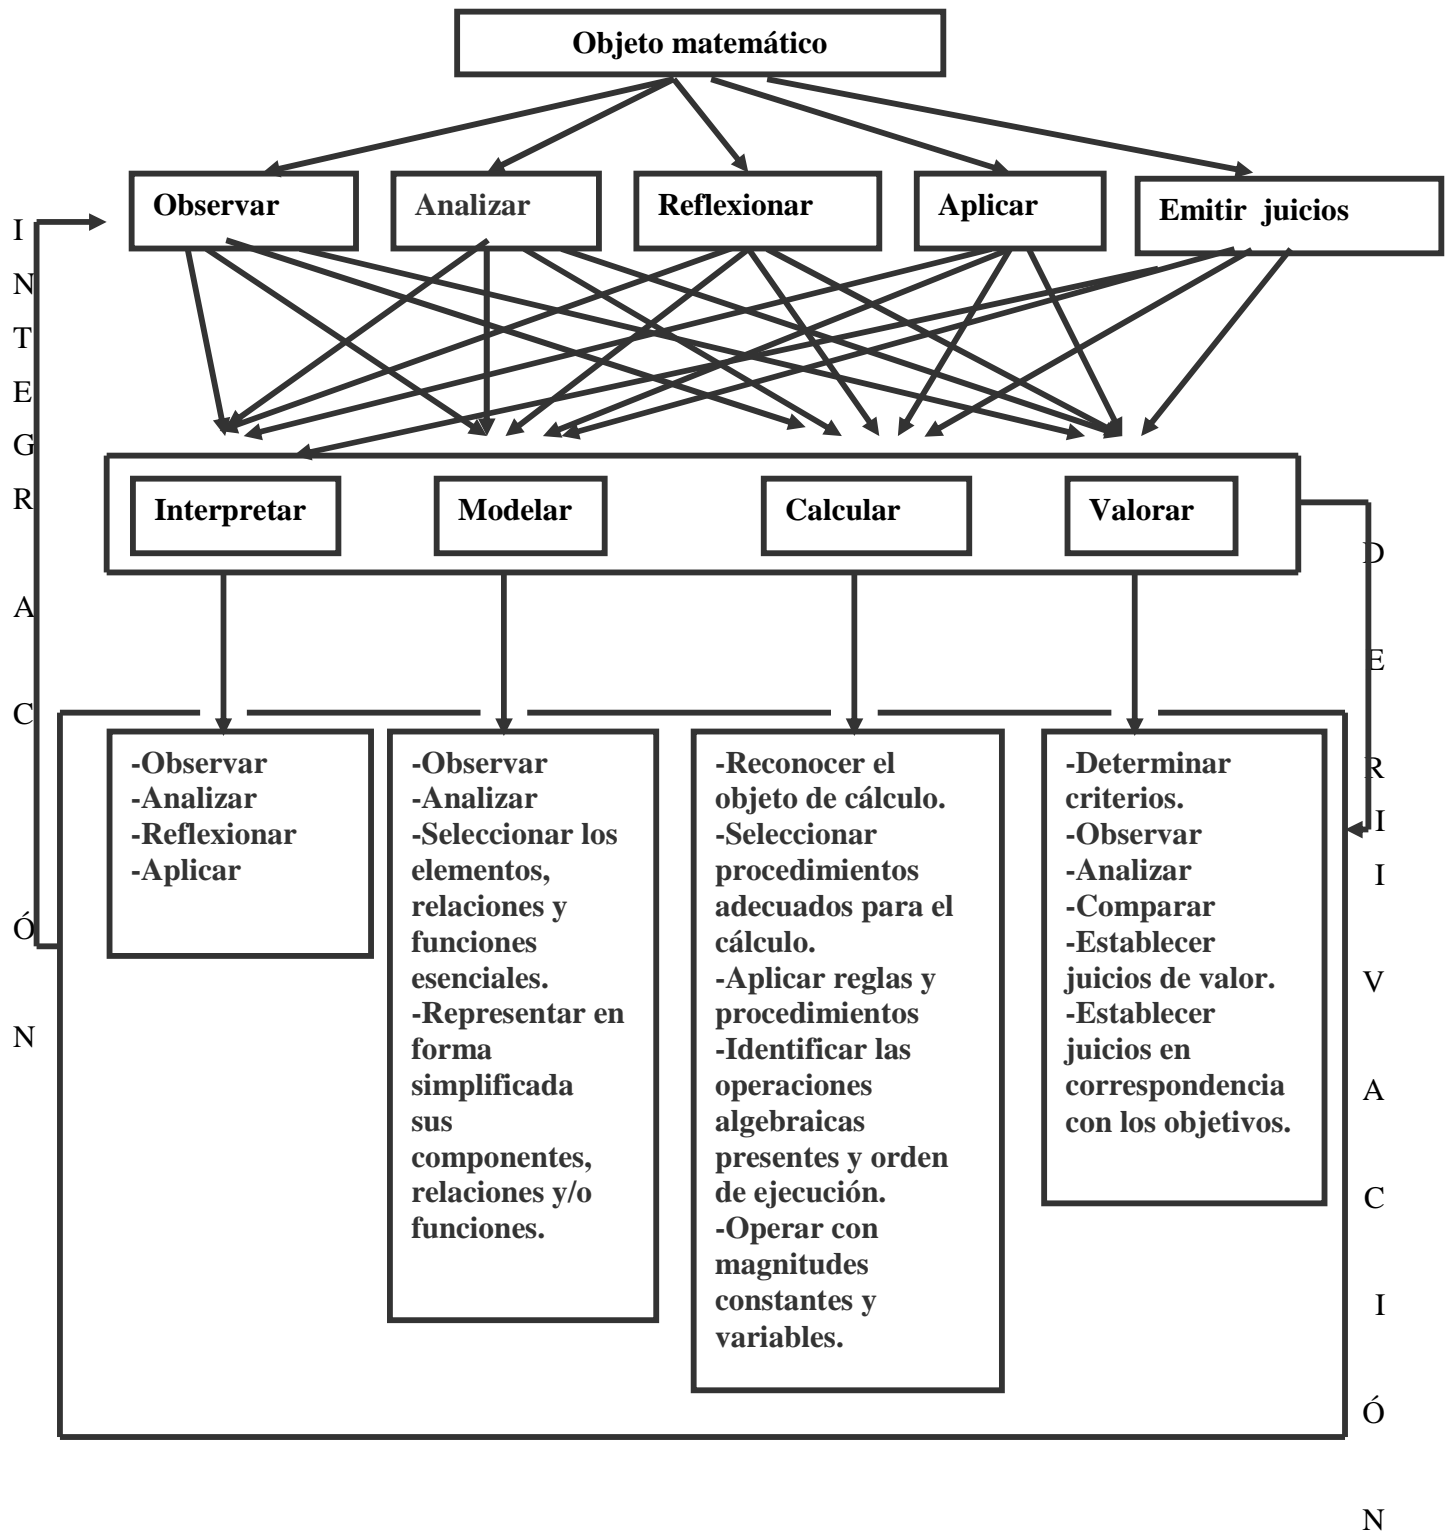 Objeto matemático
Observar
Analizar
Reflexionar
Aplicar
Emitir juicios
I
N
T
E
G
R
A
C
Ó
N
Interpretar
Modelar
Calcular
Valorar
-Observar
-Analizar
-Reflexionar
-Aplicar
-Observar
-Analizar
-Seleccionar los
elementos,
relaciones y
funciones
esenciales.
-Representar en
forma
simplificada
sus
componentes,
relaciones y/o
funciones.
-Reconocer el
objeto de cálculo.
-Seleccionar
procedimientos
adecuados para el
cálculo.
-Aplicar reglas y
procedimientos
-Identificar las
operaciones
algebraicas
presentes y orden
de ejecución.
-Operar con
magnitudes
constantes y
variables.
-Determinar
criterios.
-Observar
-Analizar
-Comparar
-Establecer
juicios de valor.
-Establecer
juicios en
correspondencia
con los objetivos.
D
E
R
I
I
V
A
C
I
Ó
N